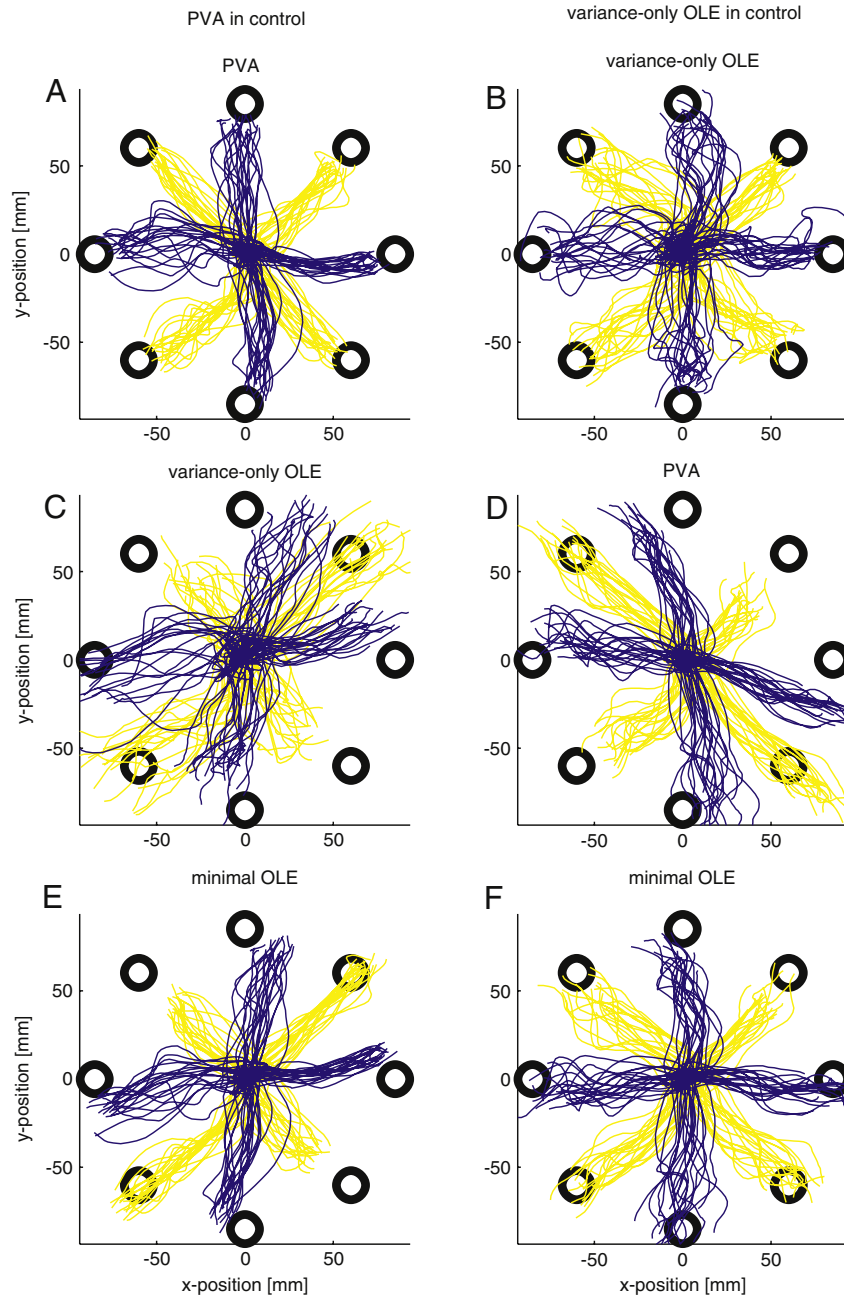 PVA in control
variance-only OLE in control
A
PVA
B
variance-only OLE
y-position [mm]
50
0
-50
-50
0
50
50
0
-50
-50
0
50
C
variance-only OLE
D
PVA
y-position [mm]
50
0
-50
-50
0
50
50
0
-50
-50
0
50
E
minimal OLE
F
minimal OLE
y-position [mm]
50
0
-50
-50
0
50
x-position [mm]
50
0
-50
-50
0
50
x-position [mm]